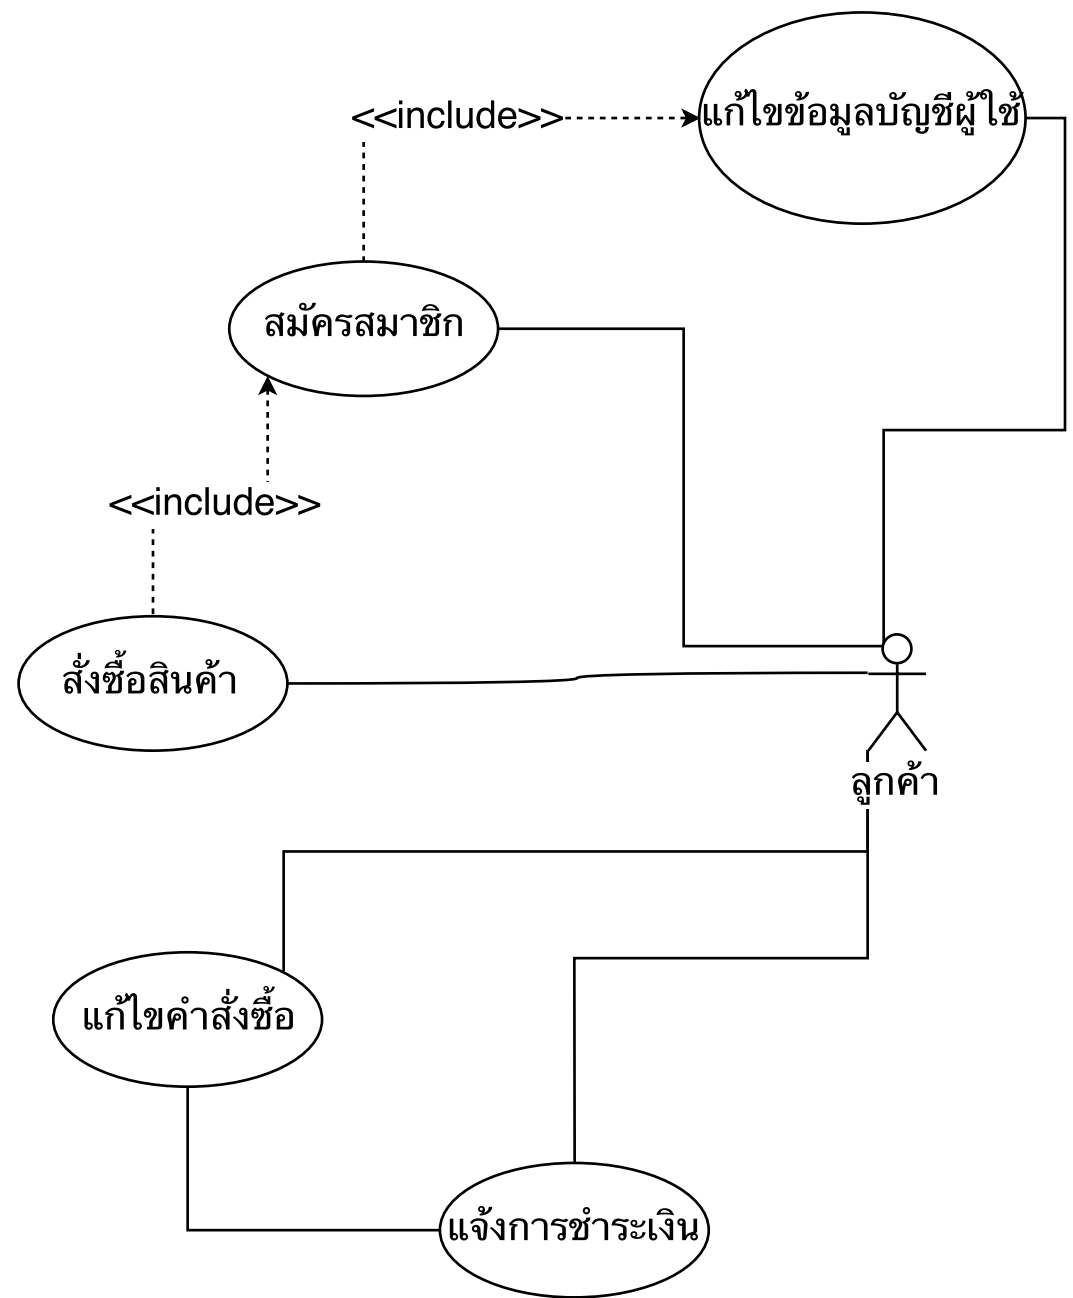 <<include>>
แก้ไขข้อมูลบัญชีผู้ใช้
สมัครสมาชิก
<<include>>
สั่งซื้อสินค้า
ลูกค้า
แก้ไขคำสั่งซื้อ
แจ้งการชำระเงิน